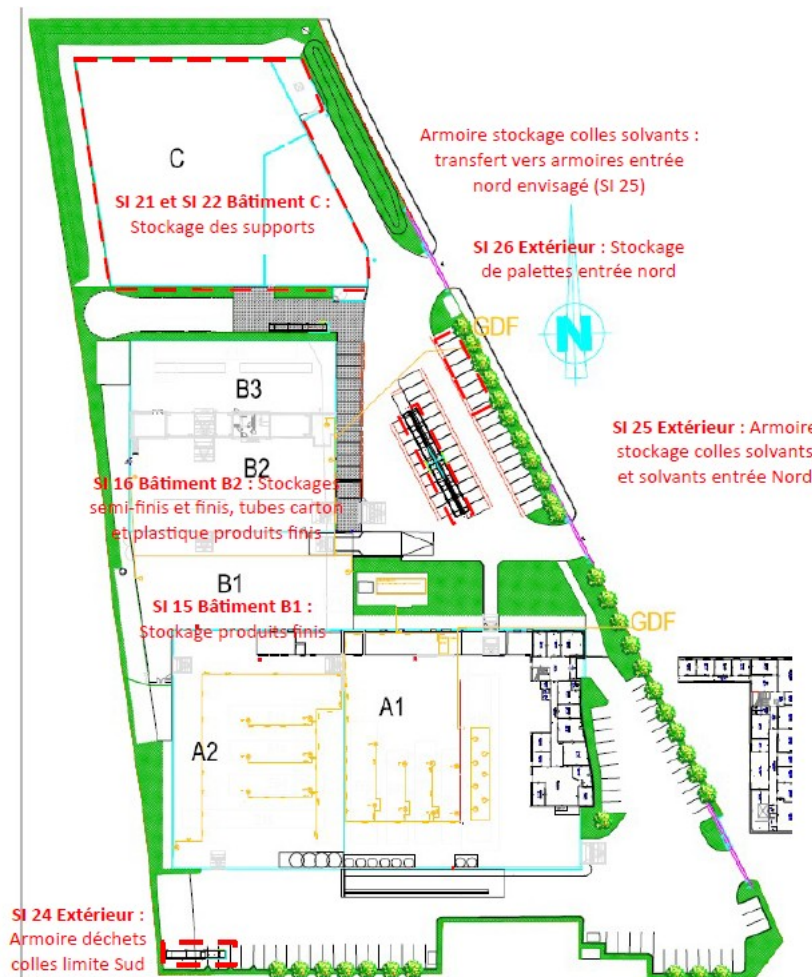 C
Armoire stockage colles solvants :
transfert vers armoires entrée
nord envisagé (SI 25)
SI 21 et SI 22 Bâtiment C :
Stockage des supports
SI 26 Extérieur : Stockage
de palettes entrée nord
GDF
N
B3
SI 25 Extérieur : Armoire
stockage colles solvants
et solvants entrée Nord
B2
SI 16 Bâtiment B2 : Stockages
semi-finis et finis, tubes carton
et plastique produits finis
B1
SI 15 Bâtiment B1 :
Stockage produits finis
GDF
A1
A2
SI 24 Extérieur :
Armoire déchets
colles limite Sud